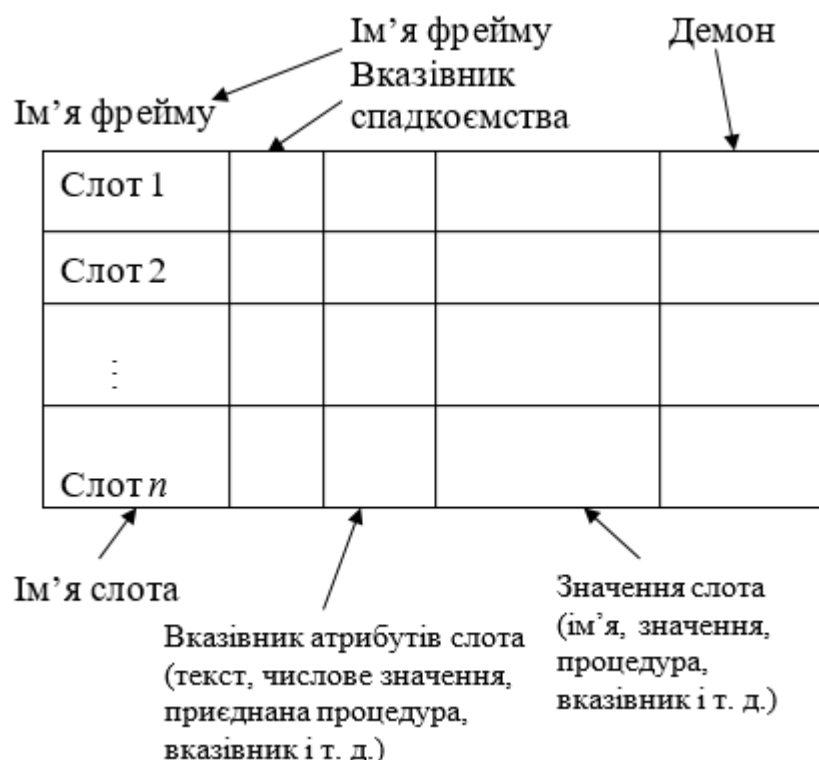 Ім’я фрейму
Демон
Вказівник
спадкоємства
Ім’я фрейму
Слот 1
Слот 2
⋮
Слот n
Ім’я слота
Вказівник атрибутів слота
(текст, числове значення,
приєднана процедура,
вказівник і т. д.)
Значення слота
(ім’я, значення,
процедура,
вказівник і т. д.)